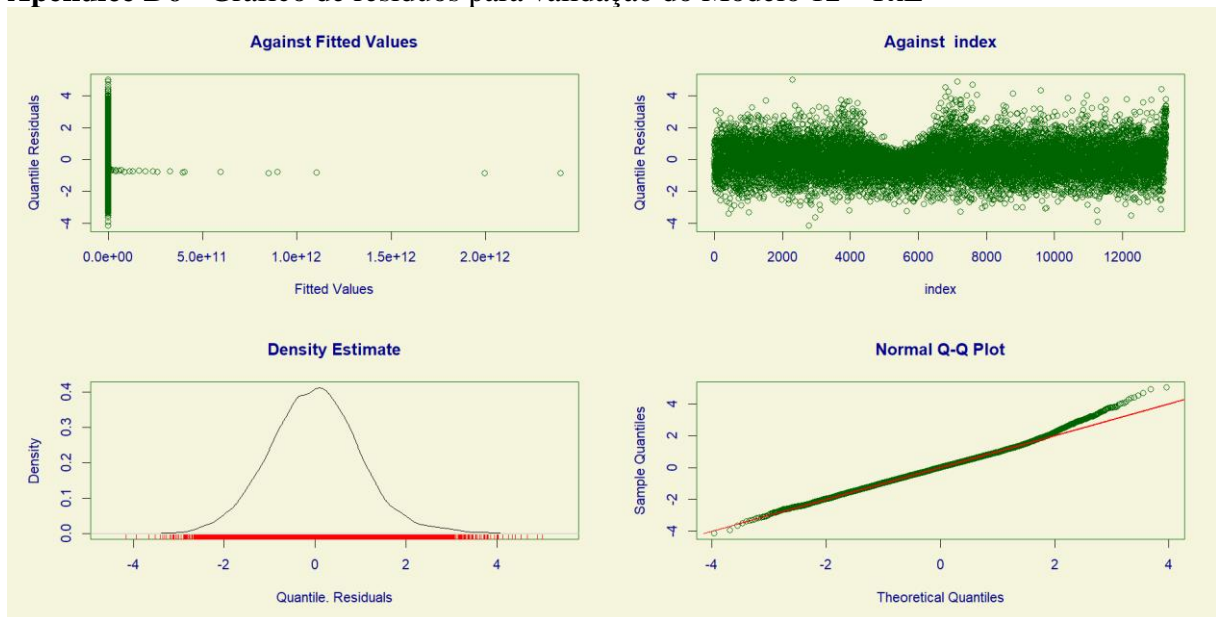 Apêndice Gráfico de resíduos para validação do Modelo 12
Against Fitted Values
Quantile Residuals
4
2
0
-2
-4
0.0e+00 5.0e+11 1.0e+12 1.5e+12 2.0e+12
Fitted Values
Against index
Quantile Residuals
4
2
0
-2
-4
0 2000 4000 6000 8000 10000 12000
index
Density Estimate
Density
0.4
0.3
0.2
0.1
0.0
-4 -2 0 2 4
Quantile. Residuals
Normal Q-Q Plot
Sample Quantiles
4
2
0
-2
-4
-4 -2 0 2 4
Theoretical Quantiles